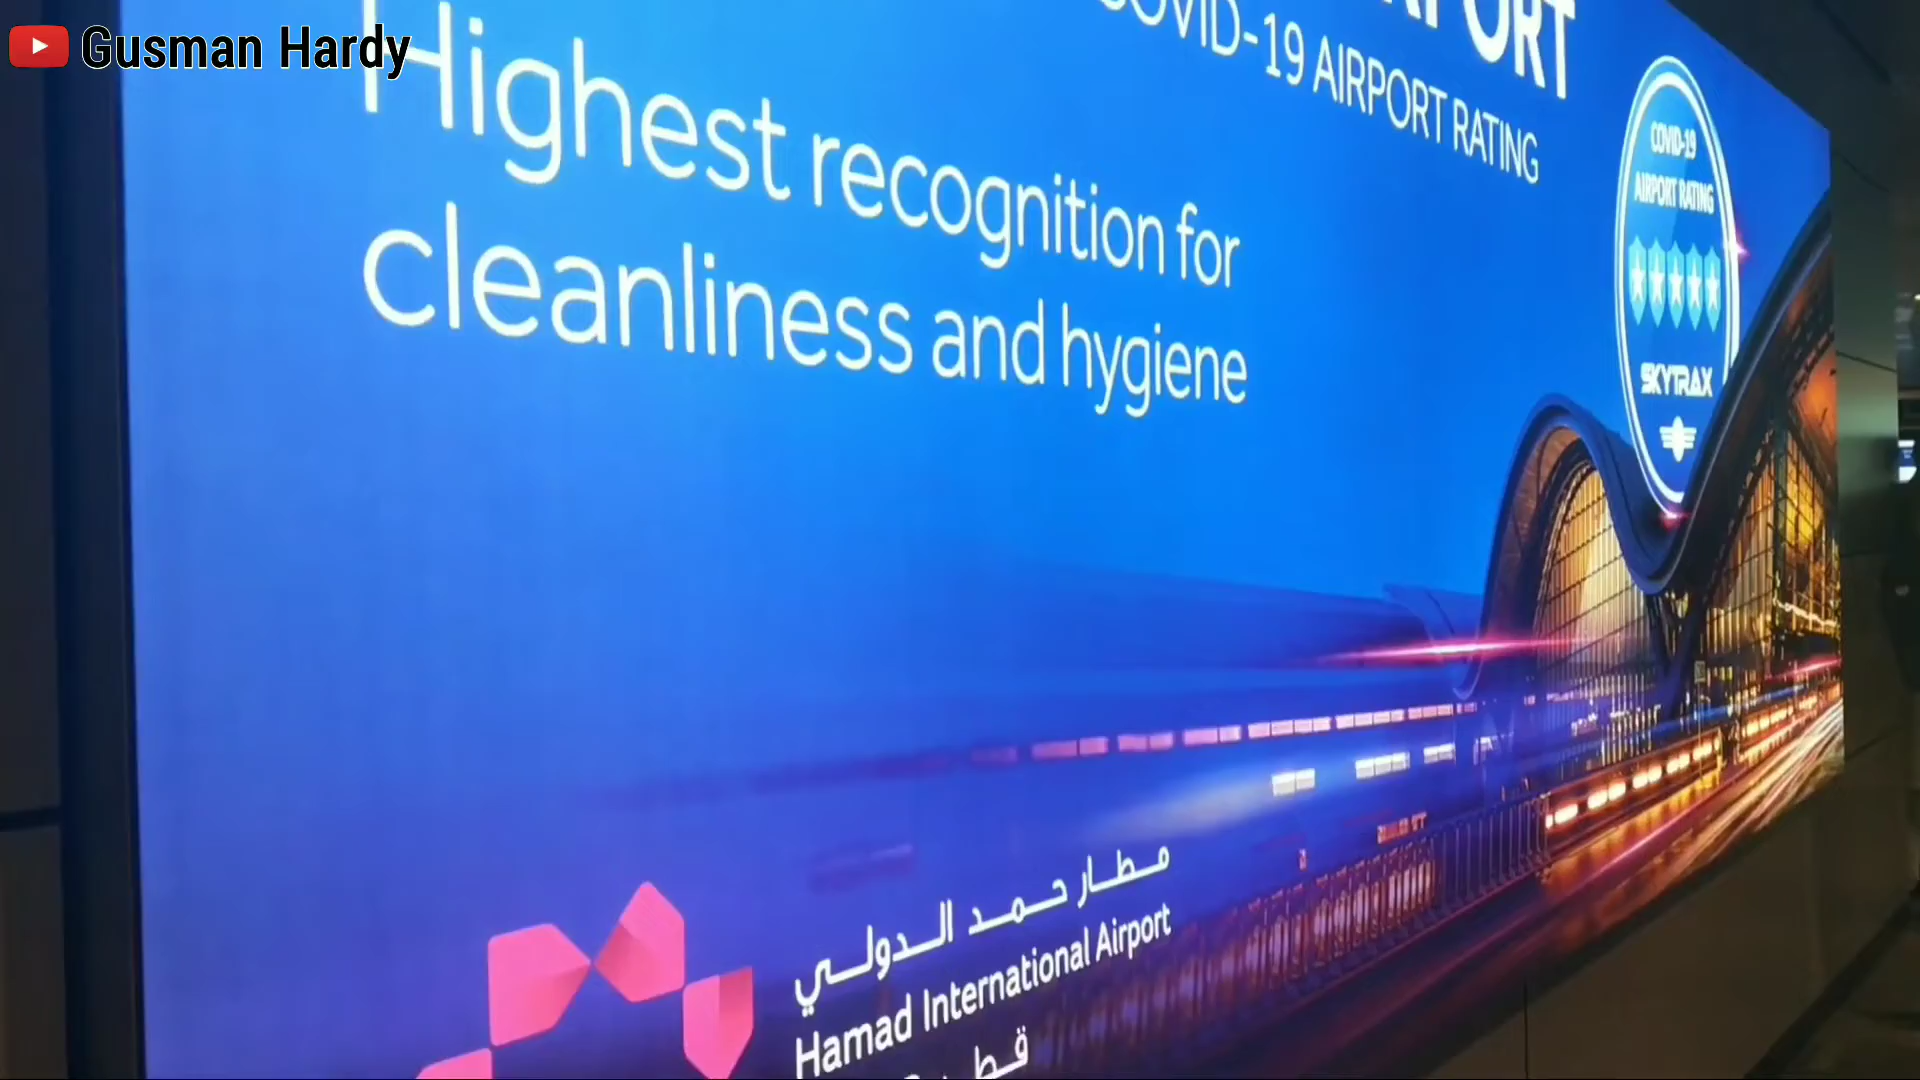 Gusman Hardy
COVID-19 AIRPORT RATING
Highest recognition for
cleanliness and hygiene
COVID-19
AIRPORT RATING
SKYTRAX
مطار حمد الدولي
Hamad International Airport